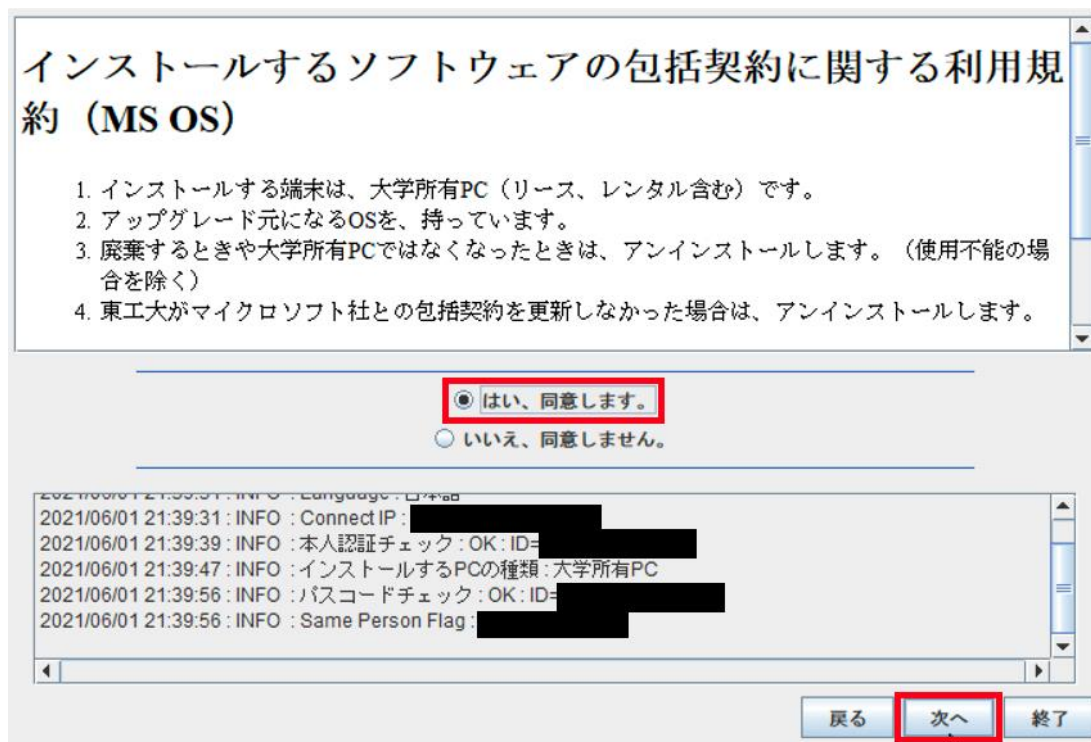 インストールするソフトウェアの包括契約に関する利用規
約（MS OS）
1. インストールする端末は、大学所有PC（リース、レンタル含む）です。
2. アップグレード元になるOSを、持っています。
3. 廃棄するときや大学所有PCではなくなったときは、アンインストールします。（使用不能の場
合を除く）
4. 東工大がマイクロソフト社との包括契約を更新しなかった場合は、アンインストールします。
はい、同意します。
いいえ、同意しません。
2021/06/01 21:39:31 : INFO : Language : 日本語
2021/06/01 21:39:31 : INFO : Connect IP :
2021/06/01 21:39:39 : INFO : 本人認証チェック : OK : ID=
2021/06/01 21:39:47 : INFO : インストールするPCの種類 : 大学所有PC
2021/06/01 21:39:56 : INFO : パスコードチェック : OK : ID=
2021/06/01 21:39:56 : INFO : Same Person Flag :
戻る 次へ 終了